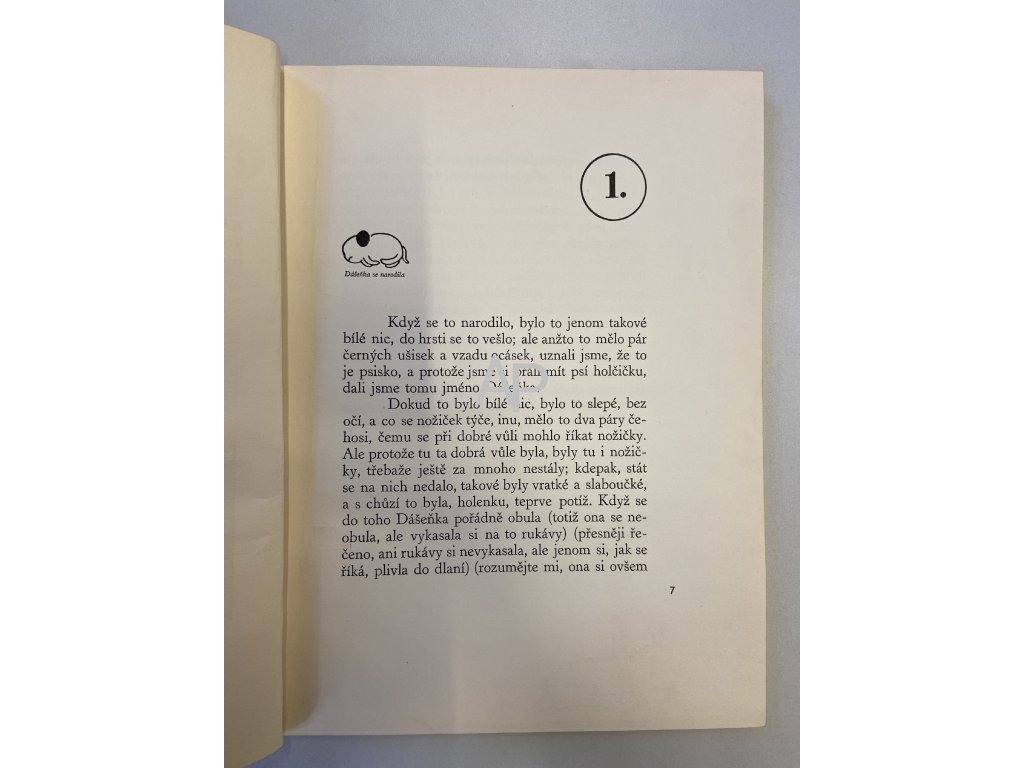 1.
Dášeňka se narodila
Když se to narodilo, bylo to jenom takové
bílé nic, do hrsti se to vešlo; ale anžto to mělo pár
černých ušisek a vzadu ocásek, uznali jsme, že to
je psisko, a protože jsme si přáli mít psí holčičku,
dali jsme tomu jméno Dášeňka.
Dokud to bylo bílé nic, bylo to slepé, bez
očí, a co se nožiček týče, inu, mělo to dva páry če-
hosi, čemu se při dobré vůli mohlo říkat nožičky.
Ale protože tu ta dobrá vůle byla, byly tu i nožič-
ky, třebaže ještě za mnoho nestály; kdepak, stát
se na nich nedalo, takové byly vratké a slaboučké,
a s chůzí to byla, holenku, teprve potíž. Když se
do toho Dášeňka pořádně obula (totiž ona se ne-
obula, ale vykasala si na to rukávy) (přesněji ře-
čeno, ani rukávy si nevykasala, ale jenom si, jak se
říká, plivla do dlaní) (rozumějte mi, ona si ovšem
7
AP